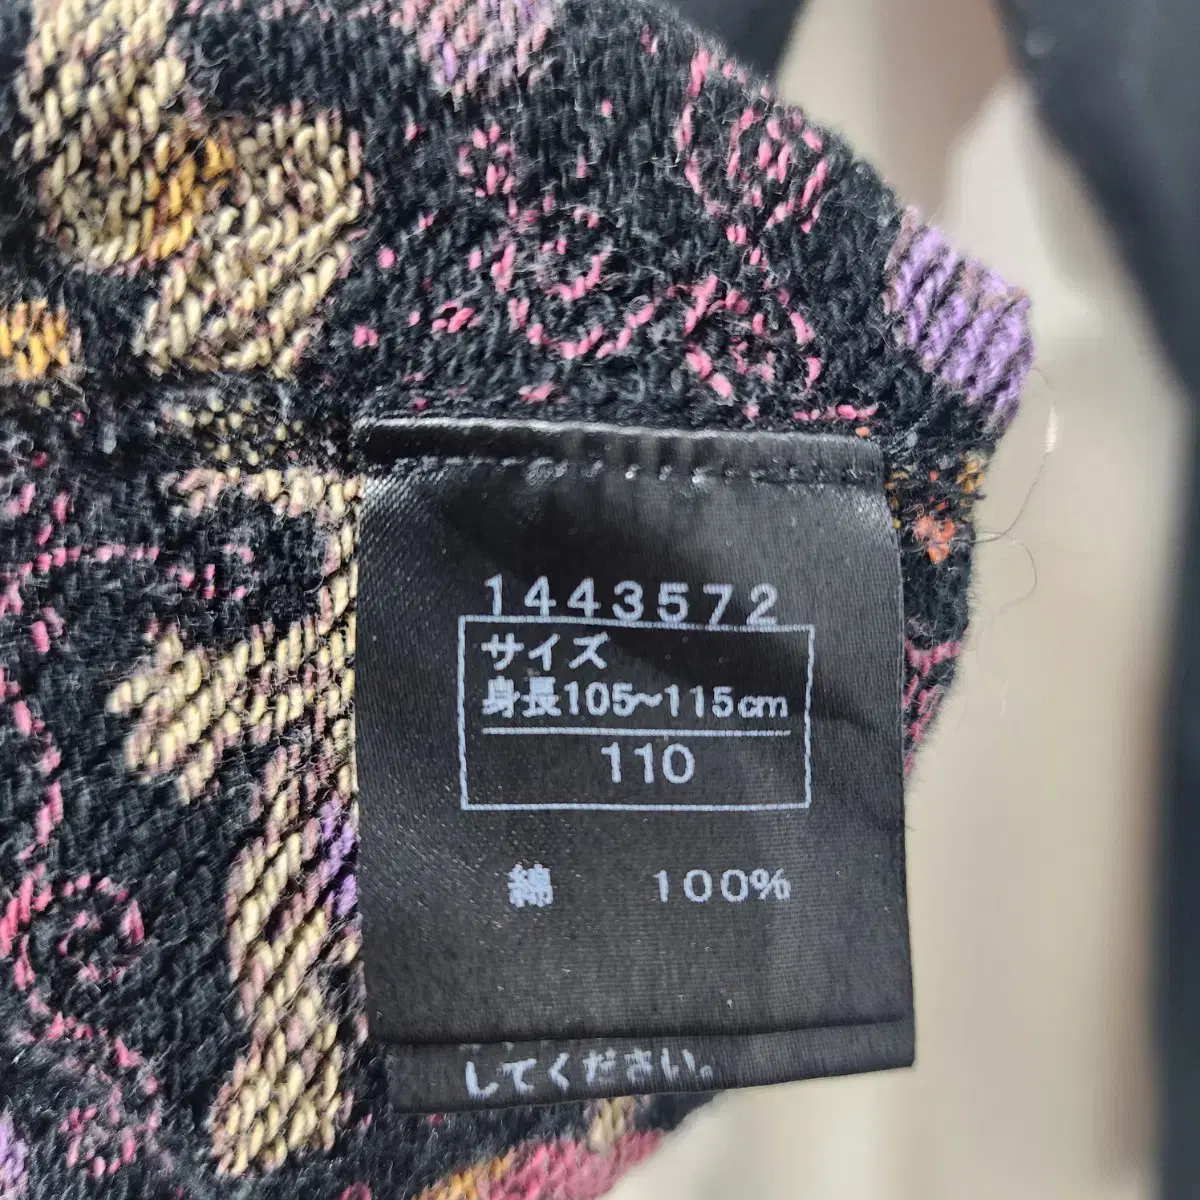 1443572
サイズ
身長105~115cm
110
綿 100%
してください。